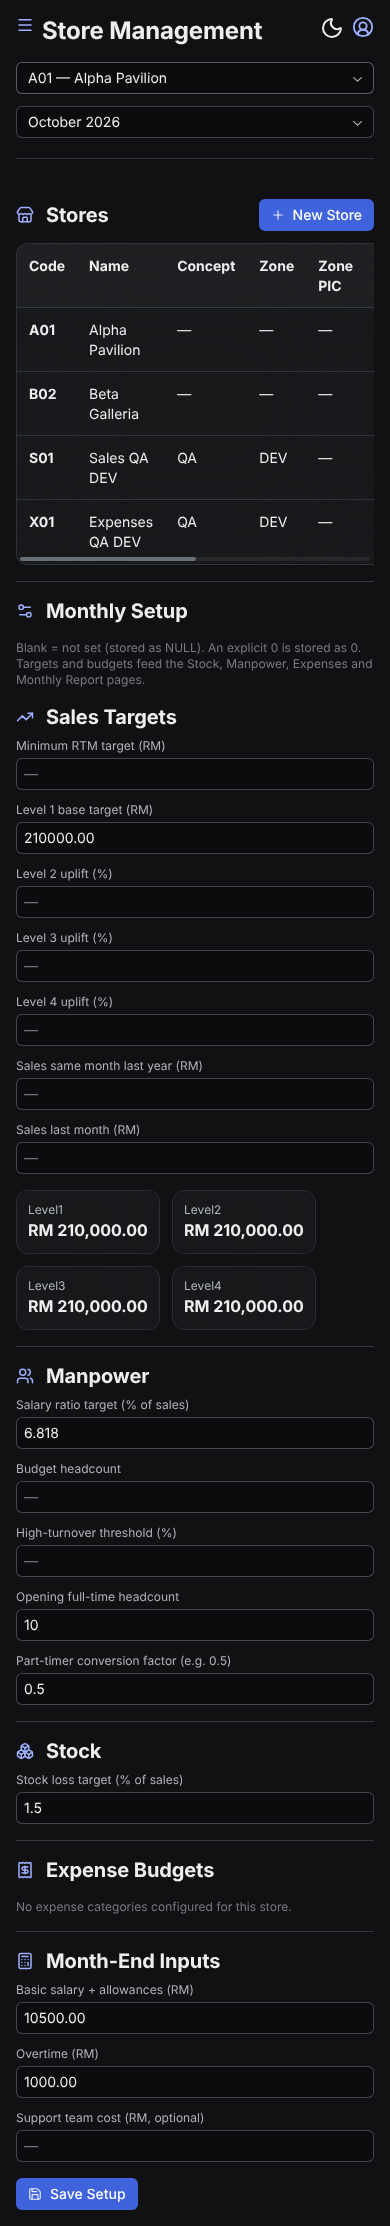 Store Management
A01 — Alpha Pavilion
October 2026
Stores
New Store
Code Name Concept Zone Zone
PIC
A01 Alpha — — —
Pavilion
B02 Beta — — —
Galleria
S01 Sales QA QA DEV —
DEV
X01 Expenses QA DEV —
QA DEV
Monthly Setup
Blank = not set (stored as NULL). An explicit 0 is stored as 0.
Targets and budgets feed the Stock, Manpower, Expenses and
Monthly Report pages.
Sales Targets
Minimum RTM target (RM)
—
Level 1 base target (RM)
210000.00
Level 2 uplift (%)
—
Level 3 uplift (%)
—
Level 4 uplift (%)
—
Sales same month last year (RM)
—
Sales last month (RM)
—
Level1 Level2
RM 210,000.00 RM 210,000.00
Level3 Level4
RM 210,000.00 RM 210,000.00
Manpower
Salary ratio target (% of sales)
6.818
Budget headcount
—
High-turnover threshold (%)
—
Opening full-time headcount
10
Part-timer conversion factor (e.g. 0.5)
0.5
Stock
Stock loss target (% of sales)
1.5
Expense Budgets
No expense categories configured for this store.
Month-End Inputs
Basic salary + allowances (RM)
10500.00
Overtime (RM)
1000.00
Support team cost (RM, optional)
—
Save Setup